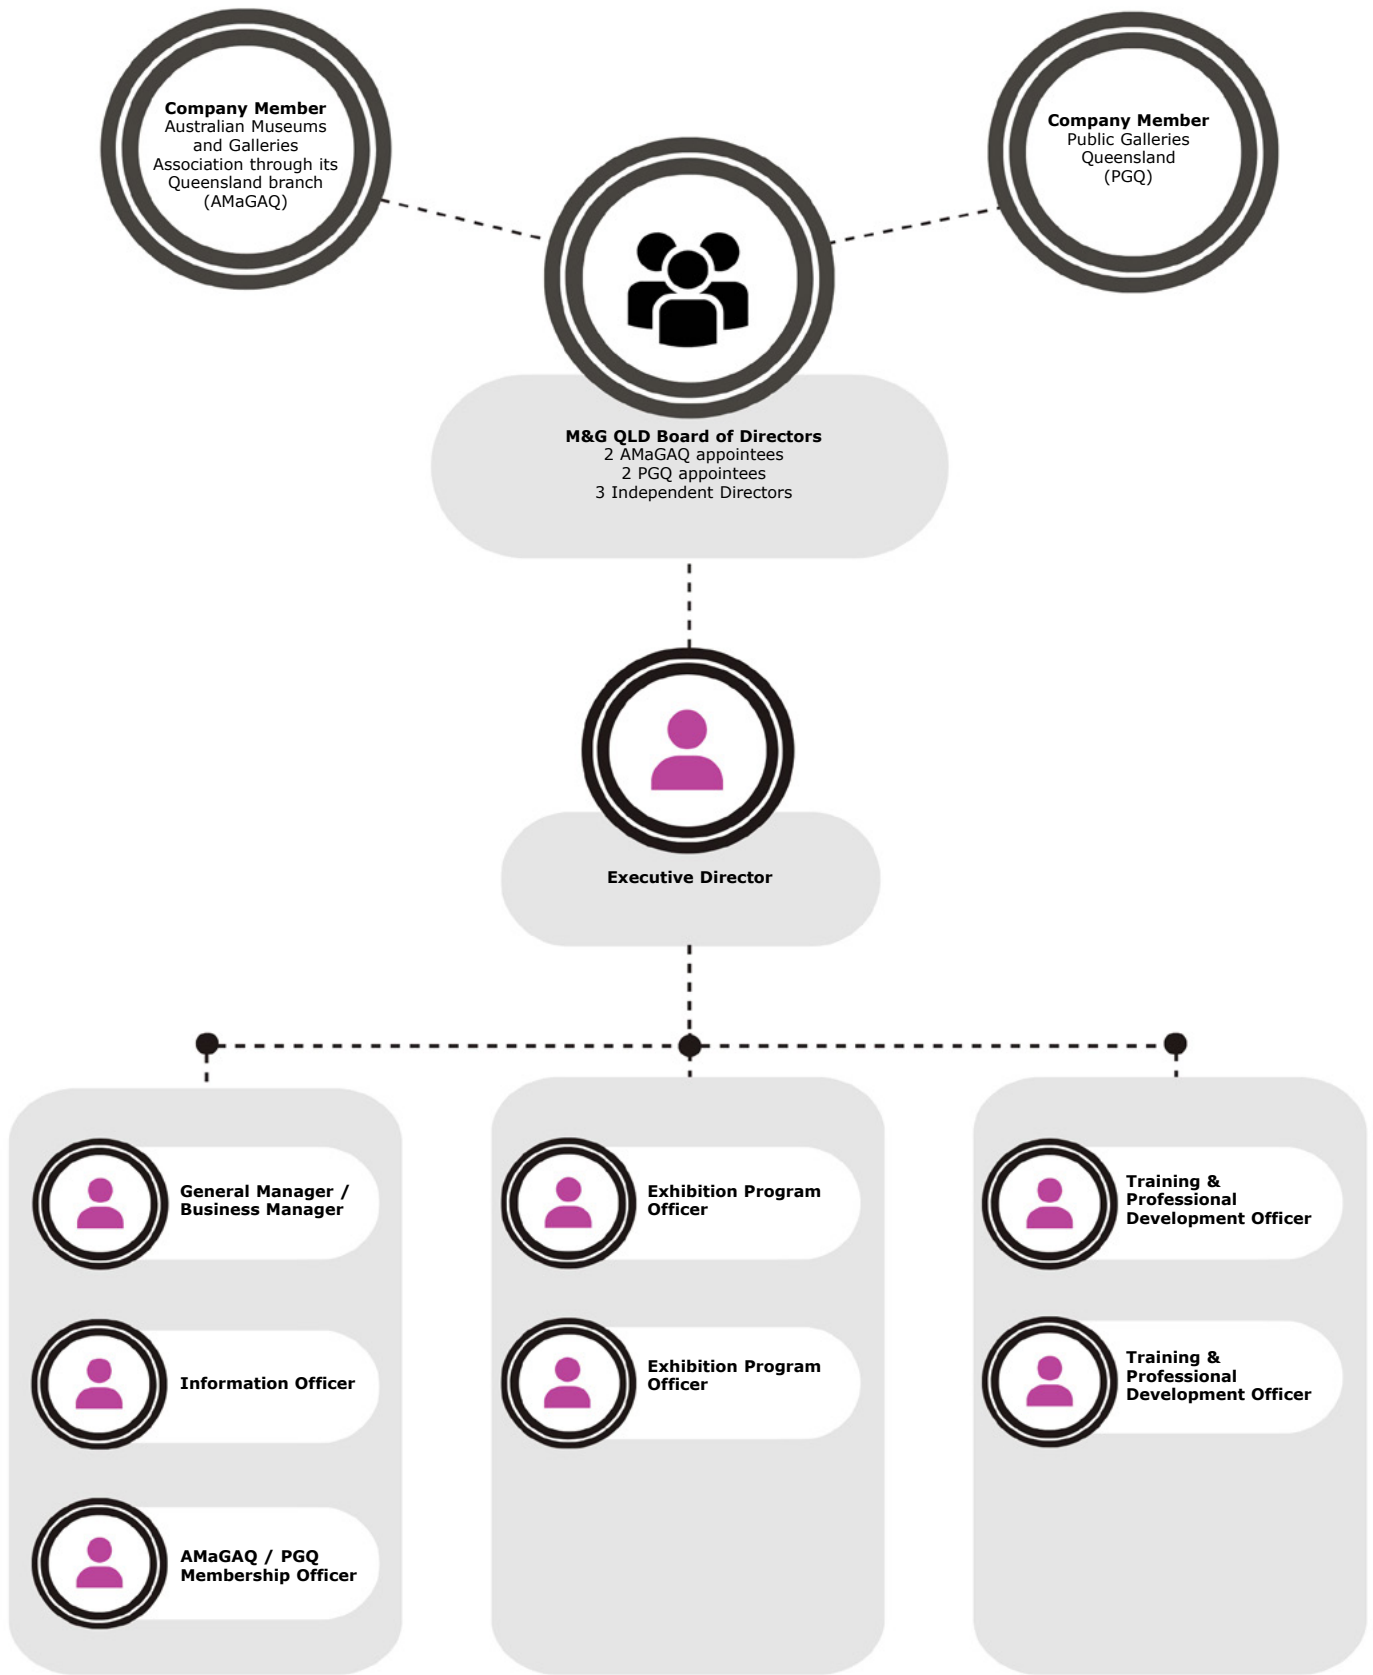 Company Member
Australian Museums
and Galleries
Association through its
Queensland branch
(AMaGAQ)
Company Member
Public Galleries
Queensland
(PGQ)
M&G QLD Board of Directors
2 AMaGAQ appointees
2 PGQ appointees
3 Independent Directors
Executive Director
General Manager /
Business Manager
Information Officer
AMaGAQ / PGQ
Membership Officer
Exhibition Program
Officer
Exhibition Program
Officer
Training &
Professional
Development Officer
Training &
Professional
Development Officer